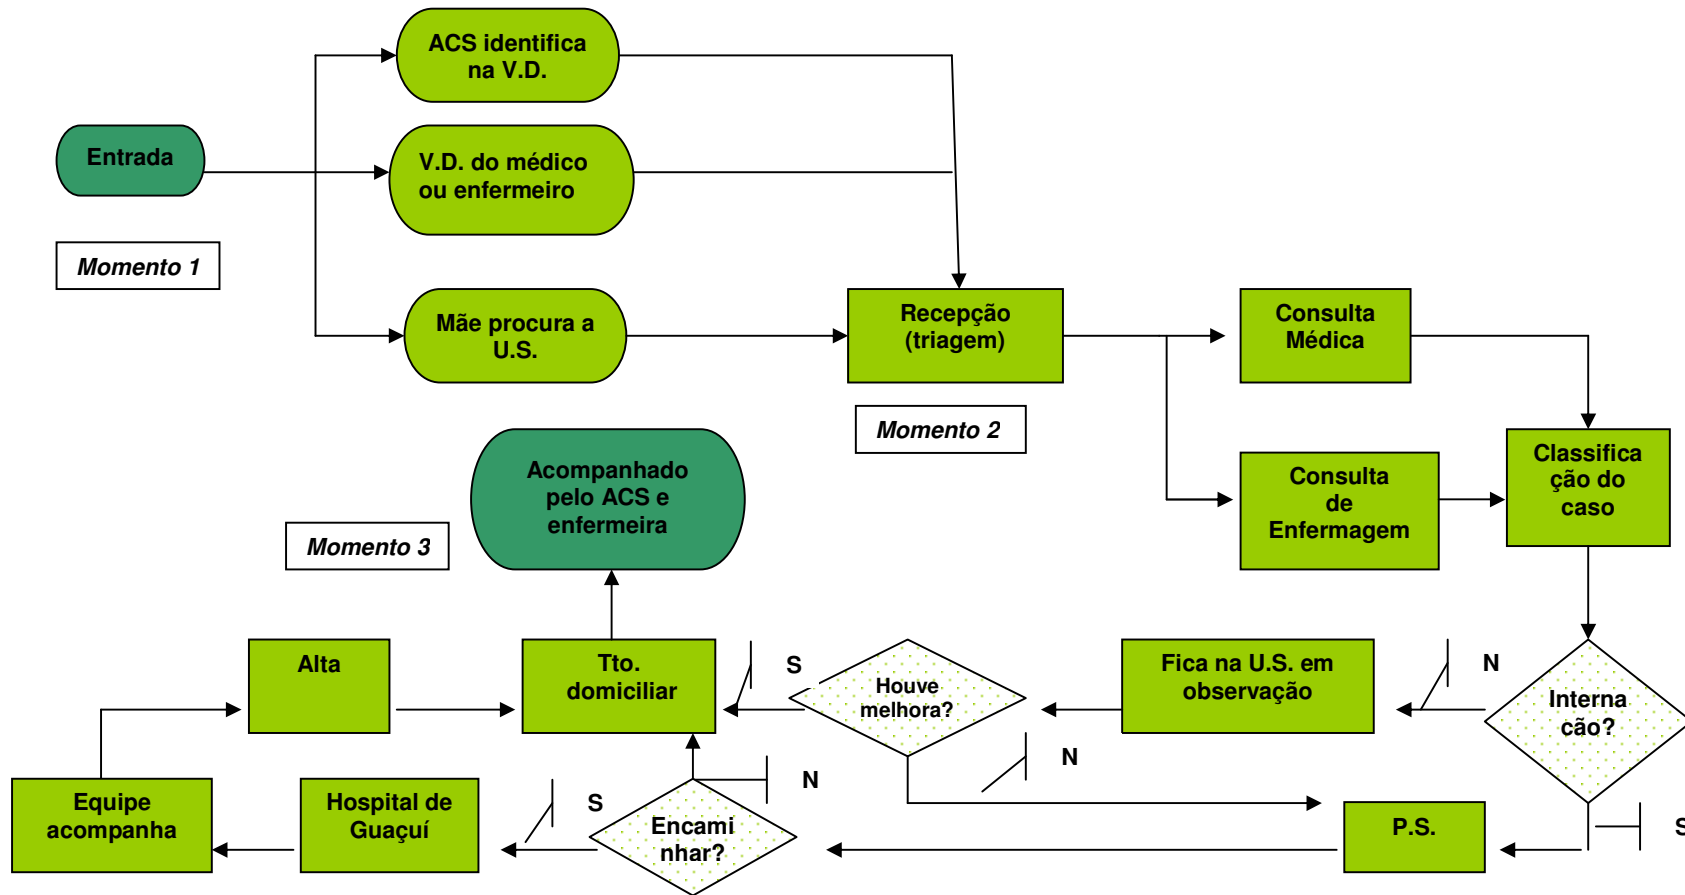 ACS identifica
na V.D.
Entrada
V.D. do médico
ou enfermeiro
Momento 1
Mãe procura a
U.S.
Recepção
(triagem)
Consulta
Médica
Momento 2
Acompanhado
pelo ACS e
enfermeira
Consulta
de
Enfermagem
Classifica
ção do
caso
Momento 3
Alta
Tto.
domiciliar
S
Houve
melhora?
Fica na U.S. em
observação
N
Interna
cão?
N
N
S
Equipe
acompanha
Hospital de
Guaçuí
S
Encami
nhar?
P.S.